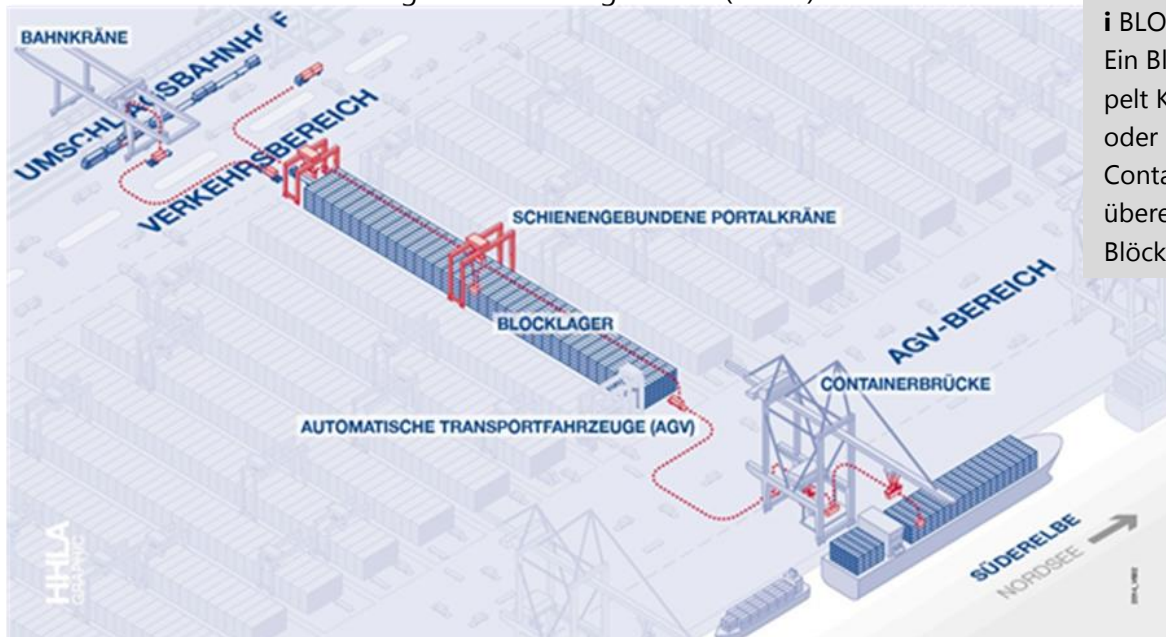 i BLO
Ein Bl
pelt K
oder
Conta
übere
Blöck
BAHNKRÄNE
UMSCHLAGSBAHNHOF
VERKEHRSBEREICH
SCHIENENGEBUNDENE PORTALKRÄNE
BLOCKLAGER
AGV-BEREICH
CONTAINERBRÜCKE
AUTOMATISCHE TRANSPORTFAHRZEUGE (AGV)
HHLA
GRAPHIC
SÜDERELBE
NORDSEE